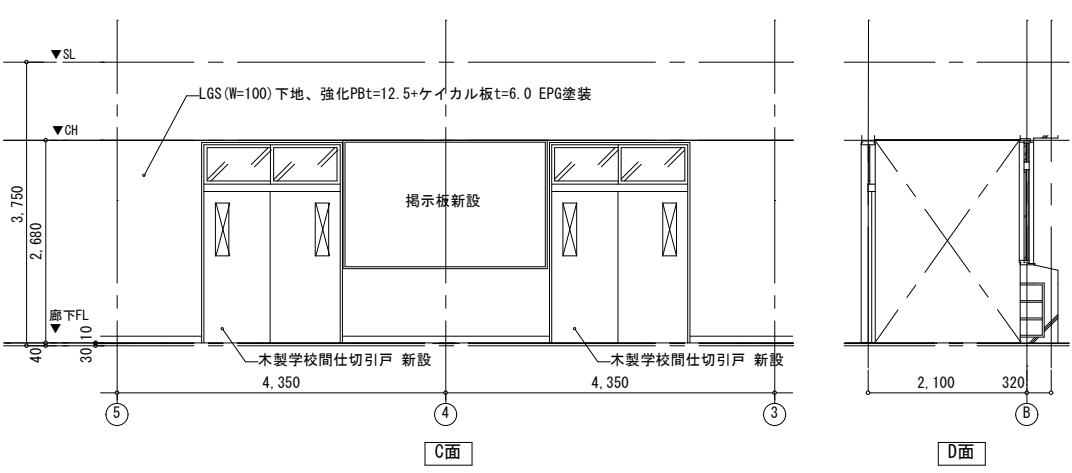 ▼SL
LGS(W=100)下地、強化PBt=12.5+ケイカル板t=6.0 EPG塗装
▼CH
掲示板新設
3,750
2,680
廊下FL
▼
10
40
30
木製学校間仕切引戸 新設
木製学校間仕切引戸 新設
4,350
4,350
2,100
320
5
4
3
B
C面
D面